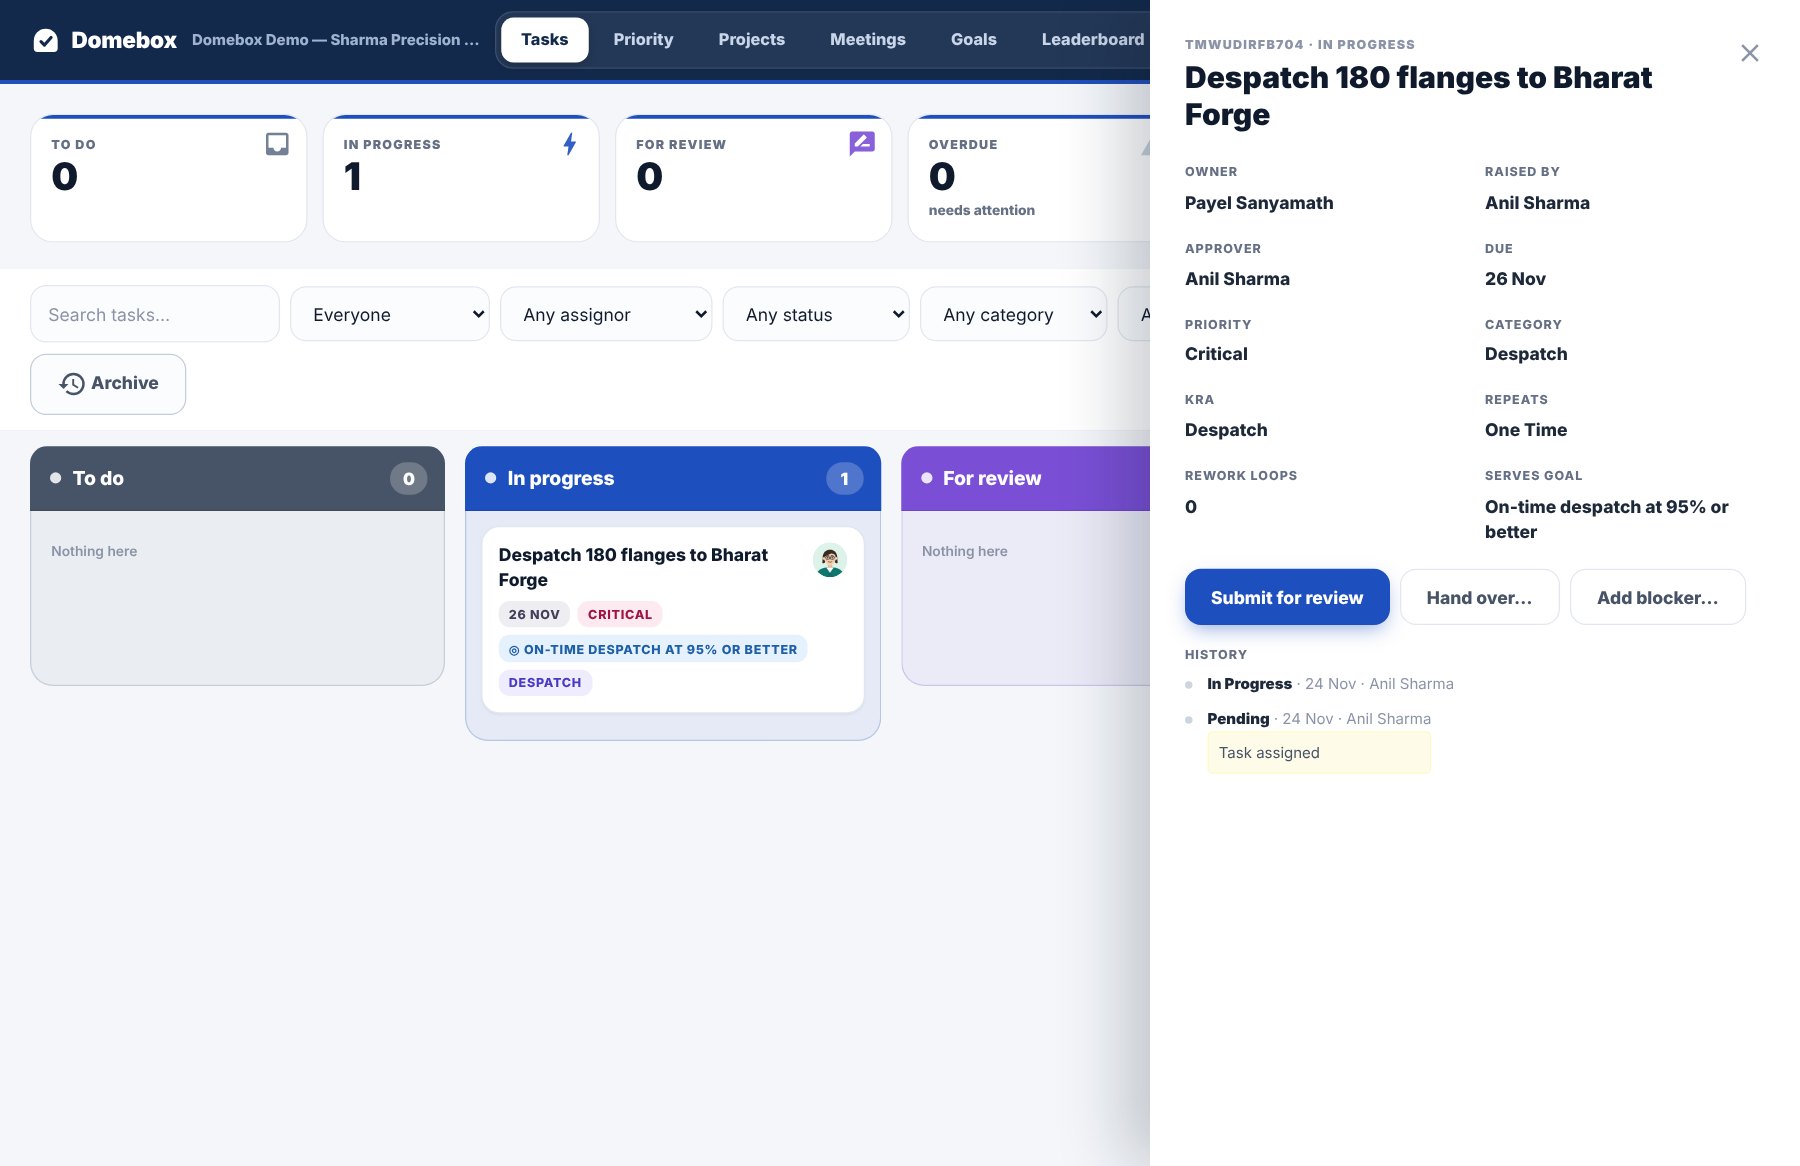 Domebox
Domebox Demo — Sharma Precision ...
Tasks
Priority
Projects
Meetings
Goals
Leaderboard
TO DO
0
IN PROGRESS
1
FOR REVIEW
0
OVERDUE
0
needs attention
Search tasks...
Everyone
Any assignor
Any status
Any category
A
Archive
To do
0
Nothing here
In progress
1
Despatch 180 flanges to Bharat
Forge
26 NOV
CRITICAL
◎ ON-TIME DESPATCH AT 95% OR BETTER
DESPATCH
For review
Nothing here
TMWUDIRFB704 · IN PROGRESS
Despatch 180 flanges to Bharat
Forge
OWNER
Payel Sanyamath
RAISED BY
Anil Sharma
APPROVER
Anil Sharma
DUE
26 Nov
PRIORITY
Critical
CATEGORY
Despatch
KRA
Despatch
REPEATS
One Time
REWORK LOOPS
0
SERVES GOAL
On-time despatch at 95% or
better
Submit for review
Hand over...
Add blocker...
HISTORY
In Progress · 24 Nov · Anil Sharma
Pending · 24 Nov · Anil Sharma
Task assigned